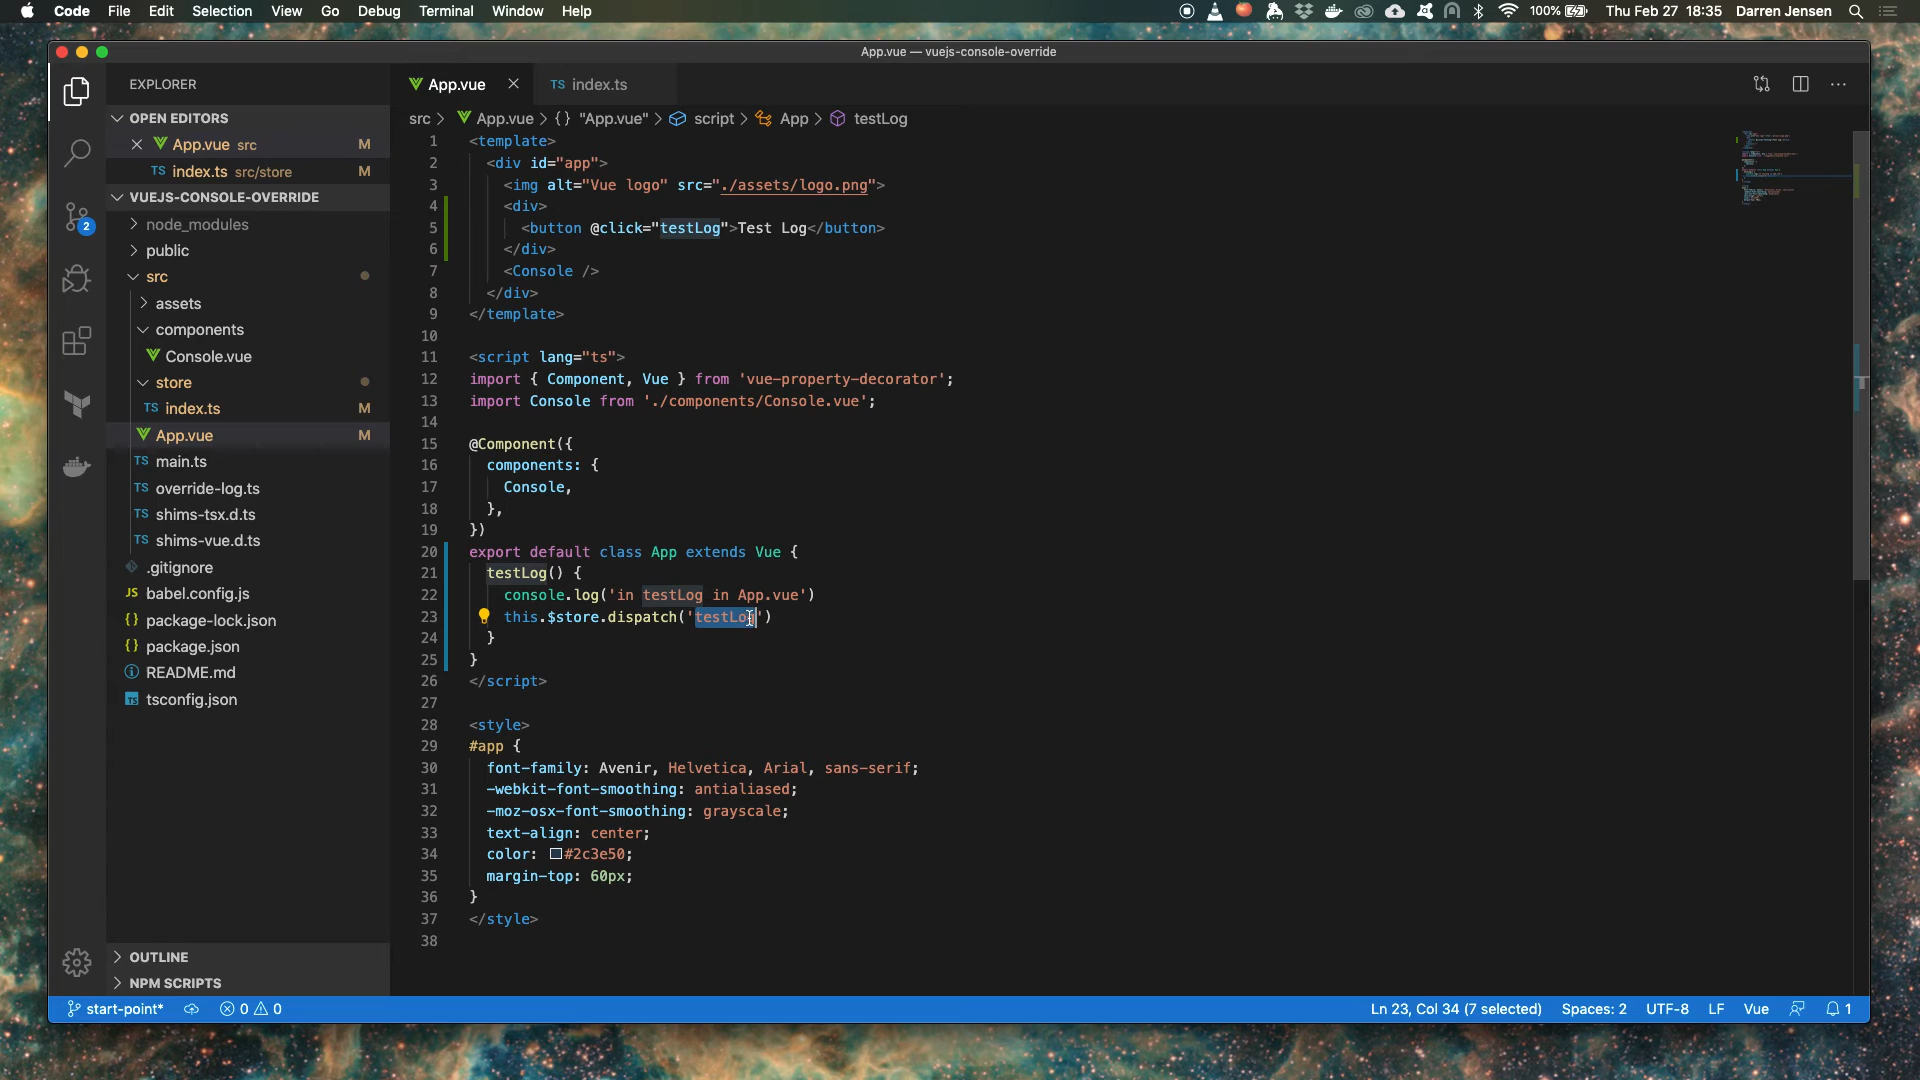 Code File Edit Selection View Go Debug Terminal Window Help 100% Thu Feb 27 18:35 Darren Jensen
App.vue — vuejs-console-override
EXPLORER
OPEN EDITORS
App.vue src M
TS index.ts src/store M
VUEJS-CONSOLE-OVERRIDE
node_modules
public
src
assets
components
Console.vue
store
TS index.ts M
App.vue M
TS main.ts
TS override-log.ts
TS shims-tsx.d.ts
TS shims-vue.d.ts
.gitignore
JS babel.config.js
{} package-lock.json
{} package.json
README.md
TS tsconfig.json
OUTLINE
NPM SCRIPTS
2
App.vue TS index.ts
src > App.vue > {} "App.vue" > script > App > testLog
1 <template>
2 <div id="app">
3 <img alt="Vue logo" src="./assets/logo.png">
4 <div>
5 <button @click="testLog">Test Log</button>
6 </div>
7 <Console />
8 </div>
9 </template>
10
11 <script lang="ts">
12 import { Component, Vue } from 'vue-property-decorator';
13 import Console from './components/Console.vue';
14
15 @Component({
16 components: {
17 Console,
18 },
19 })
20 export default class App extends Vue {
21 testLog() {
22 console.log('in testLog in App.vue')
23 this.$store.dispatch('testLog')
24 }
25 }
26 </script>
27
28 <style>
29 #app {
30 font-family: Avenir, Helvetica, Arial, sans-serif;
31 -webkit-font-smoothing: antialiased;
32 -moz-osx-font-smoothing: grayscale;
33 text-align: center;
34 color: #2c3e50;
35 margin-top: 60px;
36 }
37 </style>
38
start-point* 0 0 Ln 23, Col 34 (7 selected) Spaces: 2 UTF-8 LF Vue 1